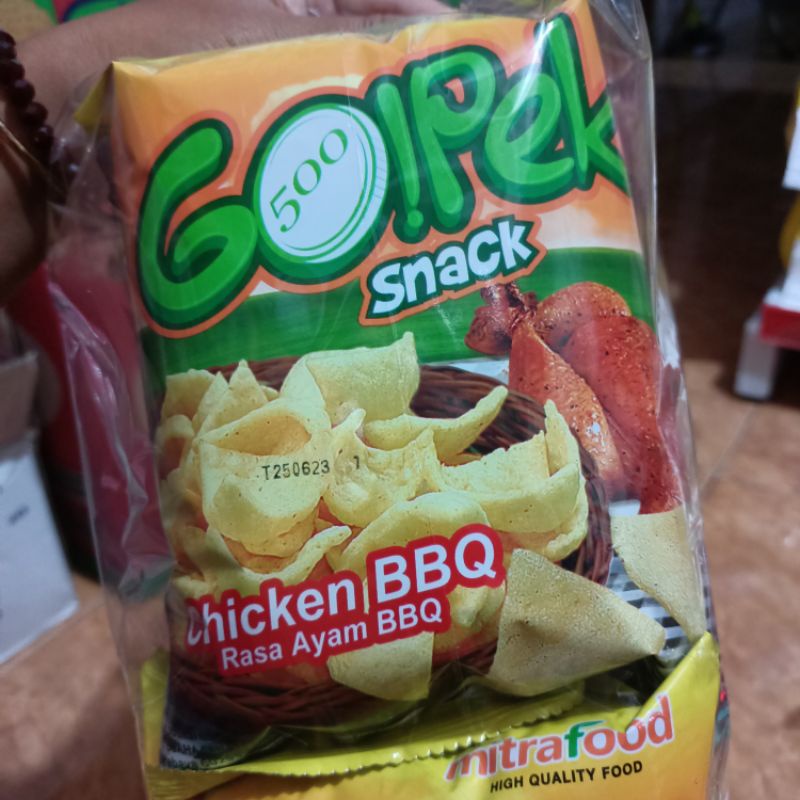 GO!Pek
500
snack
T250623 1
Chicken BBQ
Rasa Ayam BBQ
mitrafood
HIGH QUALITY FOOD